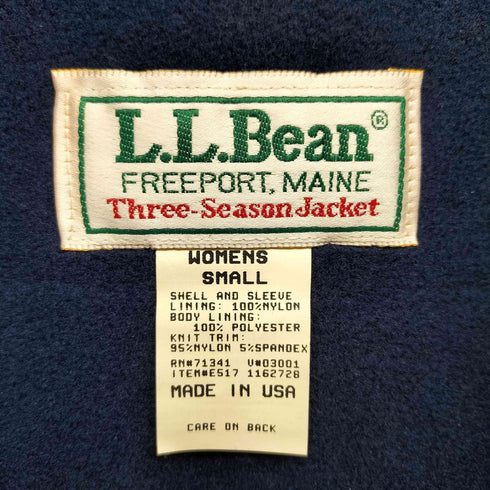 L.L.Bean®
FREEPORT, MAINE
Three-Season Jacket
WOMENS
SMALL
SHELL AND SLEEVE
LINING: 100%NYLON
BODY LINING:
100% POLYESTER
KNIT TRIM:
95%NYLON 5%SPANDEX
RN#71341 V#03001
ITEM#E517 1162728
MADE IN USA
CARE ON BACK